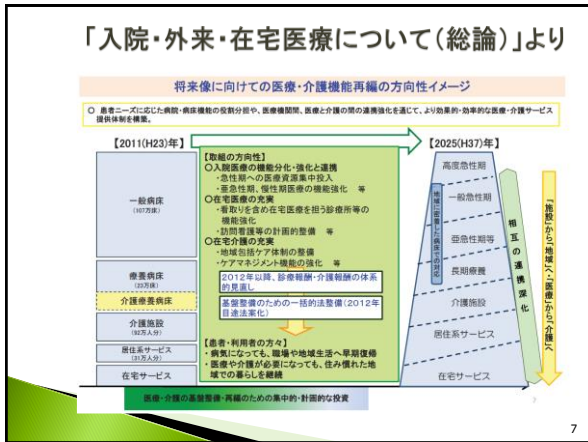 「入院・外来・在宅医療について(総論)」より
将来像に向けての医療・介護機能再編の方向性イメージ
○ 患者ニーズに応じた病院・病床機能の役割分担や、医療機関間、医療と介護の間の連携強化を通じて、より効果的・効率的な医療・介護サービス
提供体制を構築。
【2011(H23)年】
一般病床
(107万床)
療養病床
(23万床)
介護療養病床
介護施設
(92万人分)
居住系サービス
(31万人分)
在宅サービス
【取組の方向性】
○入院医療の機能分化・強化と連携
・急性期への医療資源集中投入
・亜急性期、慢性期医療の機能強化 等
○在宅医療の充実
・看取りを含め在宅医療を担う診療所等の
機能強化
・訪問看護等の計画的整備 等
○在宅介護の充実
・地域包括ケア体制の整備
・ケアマネジメント機能の強化 等
2012年以降、診療報酬・介護報酬の体系
的見直し
基盤整備のための一括的法整備(2012年
目途法案化)
【患者・利用者の方々】
・病気になっても、職場や地域生活へ早期復帰
・医療や介護が必要になっても、住み慣れた地
域での暮らしを継続
【2025(H37)年】
高度急性期
一般急性期
亜急性期等
長期療養
介護施設
居住系サービス
在宅サービス
地域に密着した病床での対応
相互の連携深化
「施設」から「地域」へ・「医療」から「介護」へ
医療・介護の基盤整備・再編のための集中的・計画的な投資
7